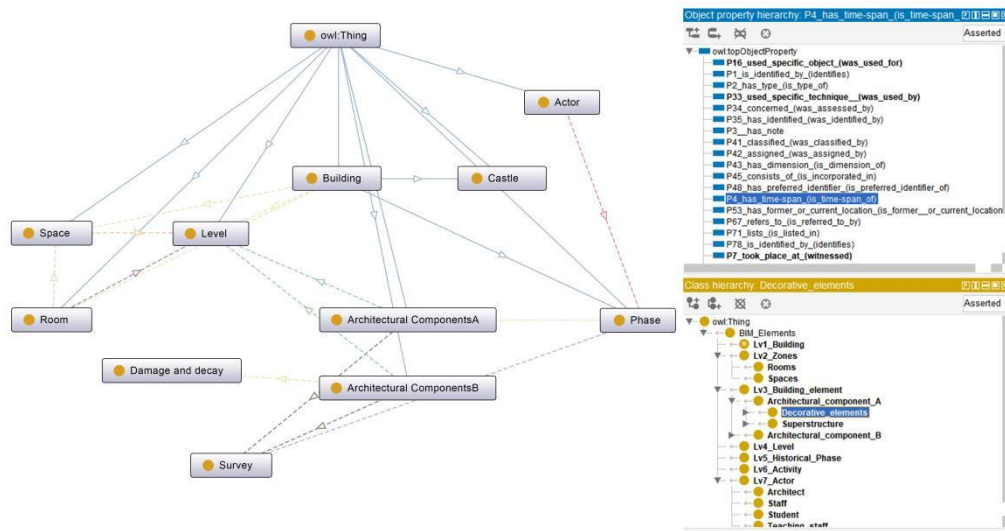 owl:Thing
Actor
Building
Castle
Space
Level
Room
Architectural ComponentsA
Phase
Damage and decay
Architectural ComponentsB
Survey
Object property hierarchy: P4_has_time-span_(is_time-span_
Asserted
owl:topObjectProperty
P16_used_specific_object_(was_used_for)
P1_is_identified_by_(identifies)
P2_has_type_(is_type_of)
P33_used_specific_technique__(was_used_by)
P34_concerned_(was_assessed_by)
P35_has_identified_(was_identified_by)
P3__has_note
P41_classified_(was_classified_by)
P42_assigned_(was_assigned_by)
P43_has_dimension_(is_dimension_of)
P45_consists_of_(is_incorporated_in)
P48_has_preferred_identifier_(is_preferred_identifier_of)
P4_has_time-span_(is_time-span_of)
P53_has_former_or_current_location_(is_former__or_current_location
P67_refers_to_(is_referred_to_by)
P71_lists_(is_listed_in)
P78_is_identified_by_(identifies)
P7_took_place_at_(witnessed)
Class hierarchy: Decorative_elements
Asserted
owl:Thing
BIM_Elements
Lv1_Building
Lv2_Zones
Rooms
Spaces
Lv3_Building_element
Architectural_component_A
Decorative_elements
Superstructure
Architectural_component_B
Lv4_Level
Lv5_Historical_Phase
Lv6_Activity
Lv7_Actor
Architect
Staff
Student
Teaching_staff